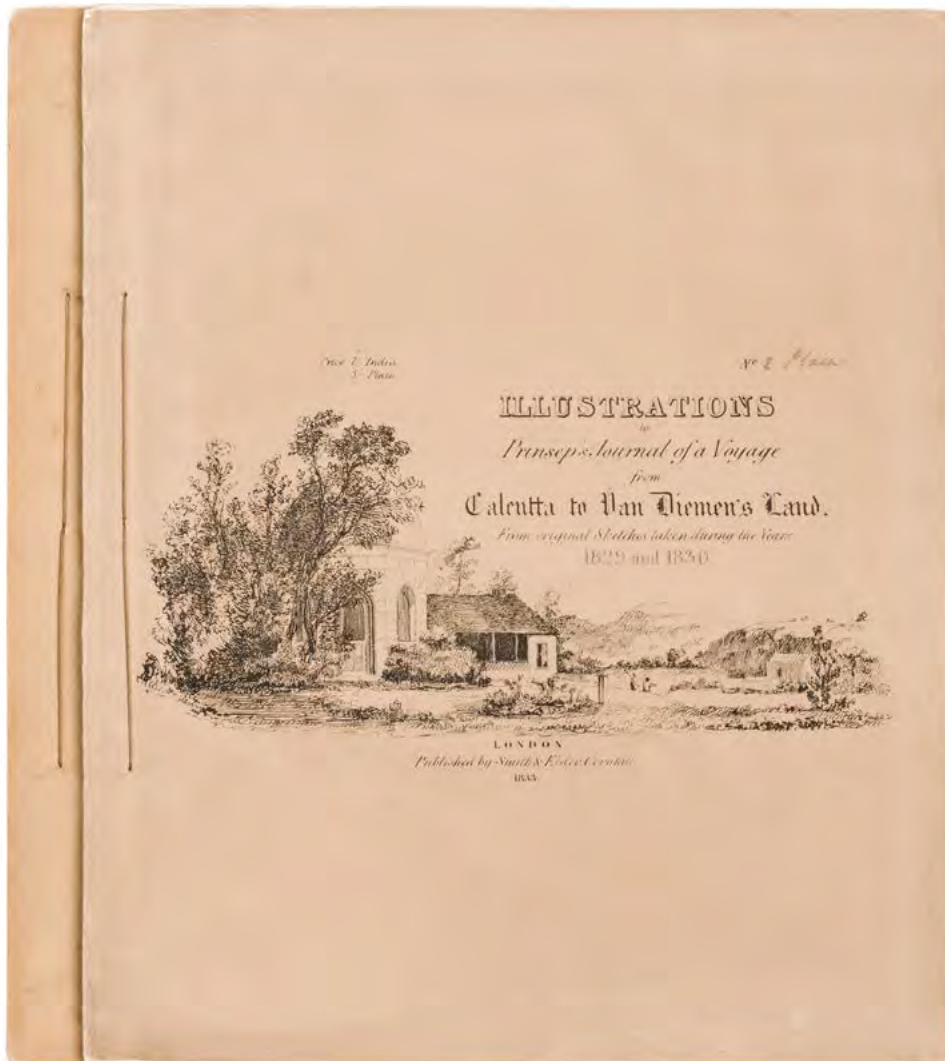 Price 7 India
5 Plain
No 2 Plain
ILLUSTRATIONS
to
Prinsep's Journal of a Voyage
from
Calcutta to Van Diemen's Land.
From original Sketches taken during the Years
1829 and 1830
LONDON
Published by Smith & Elder Cornhill
1833